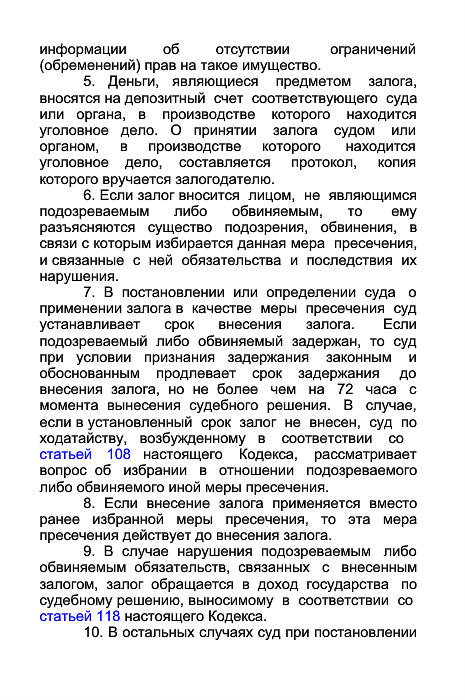 информации об отсутствии ограничений
(обременений) прав на такое имущество.
5. Деньги, являющиеся предметом залога,
вносятся на депозитный счет соответствующего суда
или органа, в производстве которого находится
уголовное дело. О принятии залога судом или
органом, в производстве которого находится
уголовное дело, составляется протокол, копия
которого вручается залогодателю.
6. Если залог вносится лицом, не являющимся
подозреваемым либо обвиняемым, то ему
разъясняются существо подозрения, обвинения, в
связи с которым избирается данная мера пресечения,
и связанные с ней обязательства и последствия их
нарушения.
7. В постановлении или определении суда о
применении залога в качестве меры пресечения суд
устанавливает срок внесения залога. Если
подозреваемый либо обвиняемый задержан, то суд
при условии признания задержания законным и
обоснованным продлевает срок задержания до
внесения залога, но не более чем на 72 часа с
момента вынесения судебного решения. В случае,
если в установленный срок залог не внесен, суд по
ходатайству, возбужденному в соответствии со
статьей 108 настоящего Кодекса, рассматривает
вопрос об избрании в отношении подозреваемого
либо обвиняемого иной меры пресечения.
8. Если внесение залога применяется вместо
ранее избранной меры пресечения, то эта мера
пресечения действует до внесения залога.
9. В случае нарушения подозреваемым либо
обвиняемым обязательств, связанных с внесенным
залогом, залог обращается в доход государства по
судебному решению, выносимому в соответствии со
статьей 118 настоящего Кодекса.
10. В остальных случаях суд при постановлении